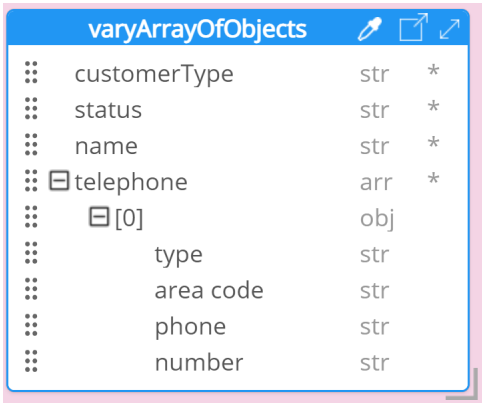 varyArrayOfObjects
customerType str *
status str *
name str *
telephone arr *
[0] obj
type str
area code str
phone str
number str